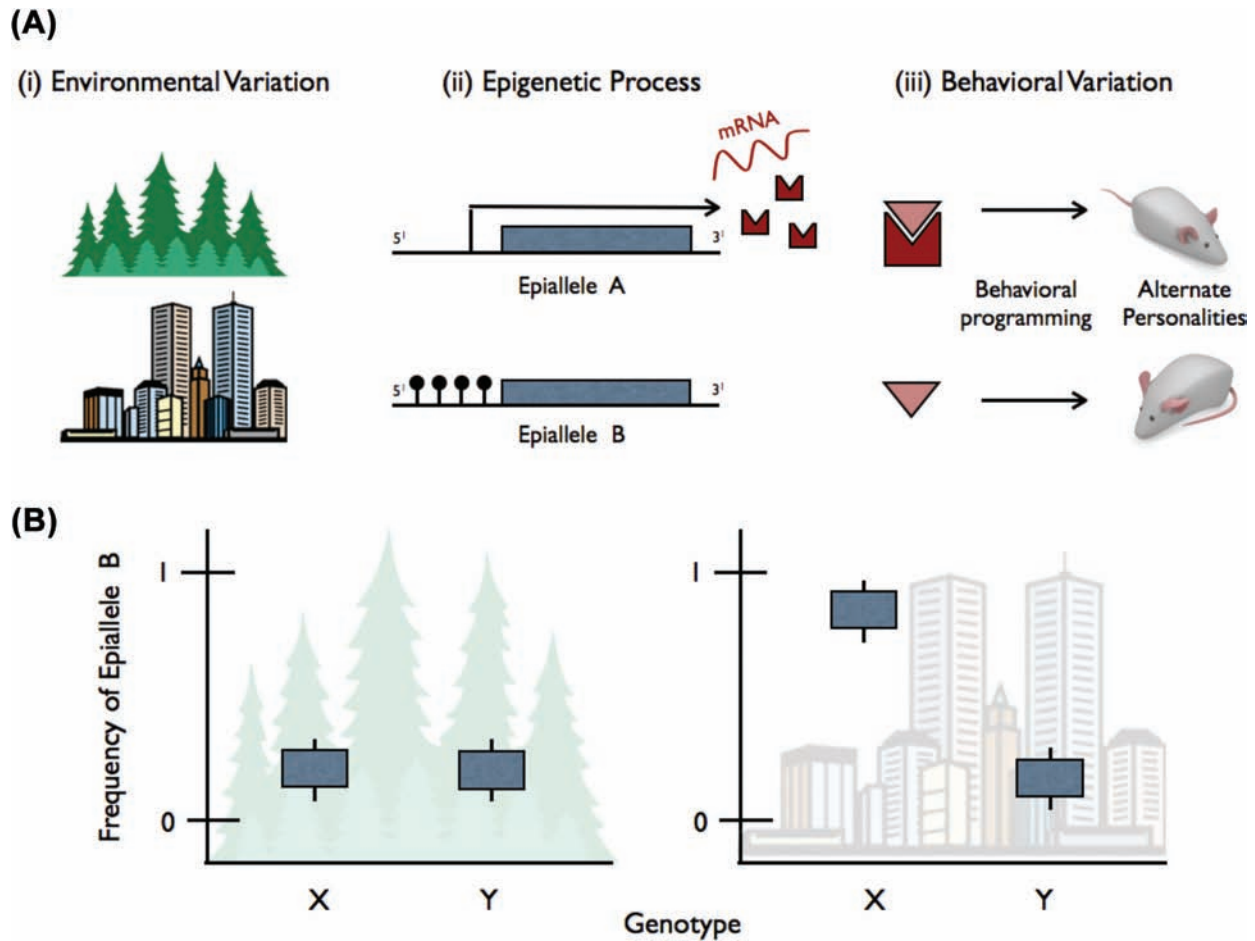 (A)
(i) Environmental Variation
(ii) Epigenetic Process
(iii) Behavioral Variation
mRNA
5' 3'
Epiallele A
Behavioral
programming
Alternate
Personalities
5' 3'
Epiallele B
(B)
Frequency of Epiallele B
1
0
X Y
1
0
X Y
Genotype